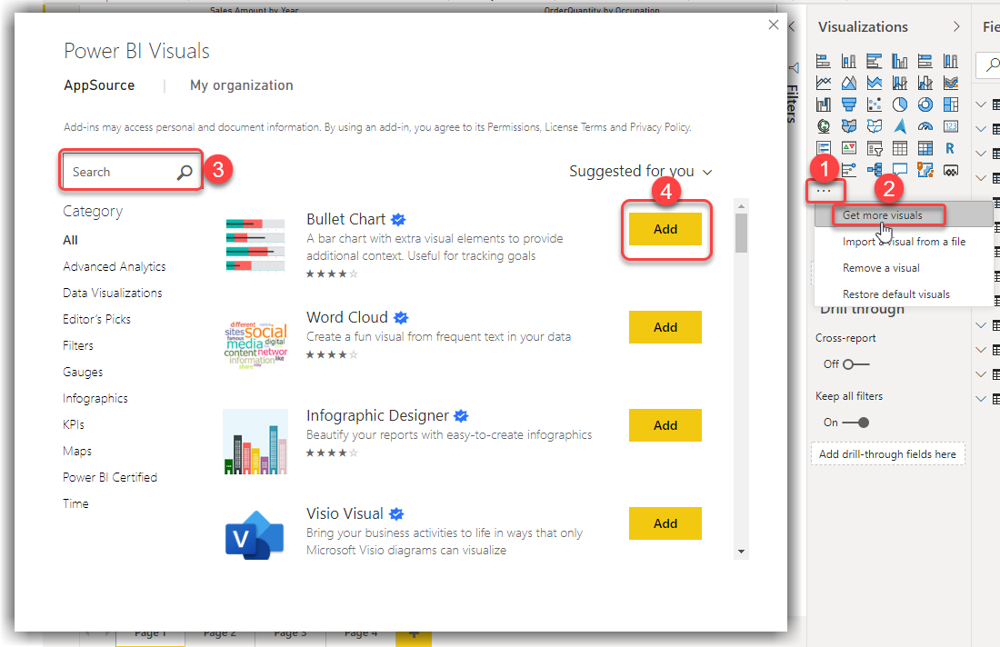 Sales Amount by Year
OrderQuantity by Occupation
Power BI Visuals
AppSource | My organization
Add-ins may access personal and document information. By using an add-in, you agree to its Permissions, License Terms and Privacy Policy.
Search
3
Suggested for you
4
Category
All
Advanced Analytics
Data Visualizations
Editor's Picks
Filters
Gauges
Infographics
KPIs
Maps
Power BI Certified
Time
Bullet Chart
A bar chart with extra visual elements to provide
additional context. Useful for tracking goals
Add
different
sites social
famous
media digital
content networ
information like
share
Word Cloud
Create a fun visual from frequent text in your data
Add
Infographic Designer
Beautify your reports with easy-to-create infographics
Add
V
Visio Visual
Bring your business activities to life in ways that only
Microsoft Visio diagrams can visualize
Add
Page 1
Page 2
Page 3
Page 4
+
Filters
Visualizations
Fie
123
R
1
...
2
Get more visuals
Import a visual from a file
Remove a visual
Restore default visuals
Drill through
Cross-report
Off
Keep all filters
On
Add drill-through fields here